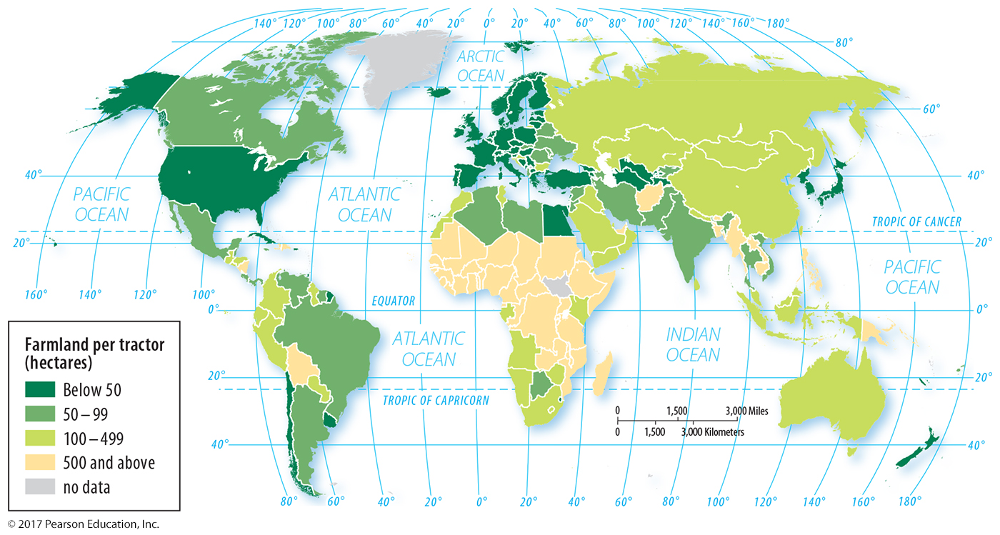 140° 120° 100° 80° 60° 40° 20° 0° 20° 40° 60° 80° 100° 120° 140° 160° 180°
80°
ARCTIC
OCEAN
60°
40°
40°
PACIFIC
OCEAN
ATLANTIC
OCEAN
TROPIC OF CANCER
20°
20°
PACIFIC
OCEAN
160° 140° 120° 100°
EQUATOR
0°
0°
ATLANTIC
OCEAN
INDIAN
OCEAN
20°
20°
TROPIC OF CAPRICORN
0 1,500 3,000 Miles
0 1,500 3,000 Kilometers
40°
40°
80° 60° 40° 20° 0° 20° 40° 60° 80° 100° 120° 140° 160° 180°
Farmland per tractor
(hectares)
Below 50
50–99
100–499
500 and above
no data
© 2017 Pearson Education, Inc.